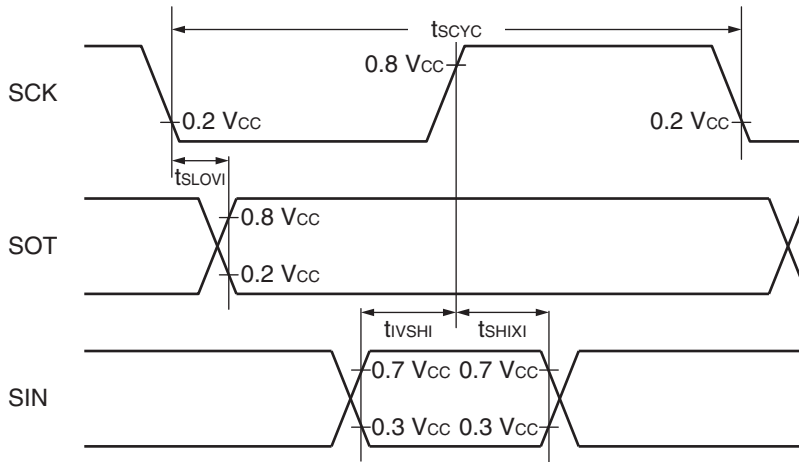 tSCYC
SCK
0.8 VCC
0.2 VCC
0.2 VCC
tSLOVI
SOT
0.8 VCC
0.2 VCC
tIVSHI
tSHIXI
SIN
0.7 VCC
0.7 VCC
0.3 VCC
0.3 VCC